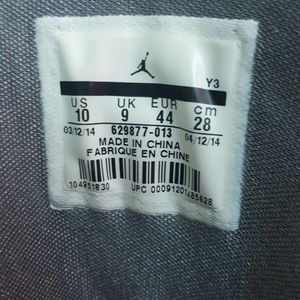 Y3
US UK EUR cm
10 9 44 28
03/12/14 629877-013 04/12/14
MADE IN CHINA
FABRIQUE EN CHINE
104951830 UPC